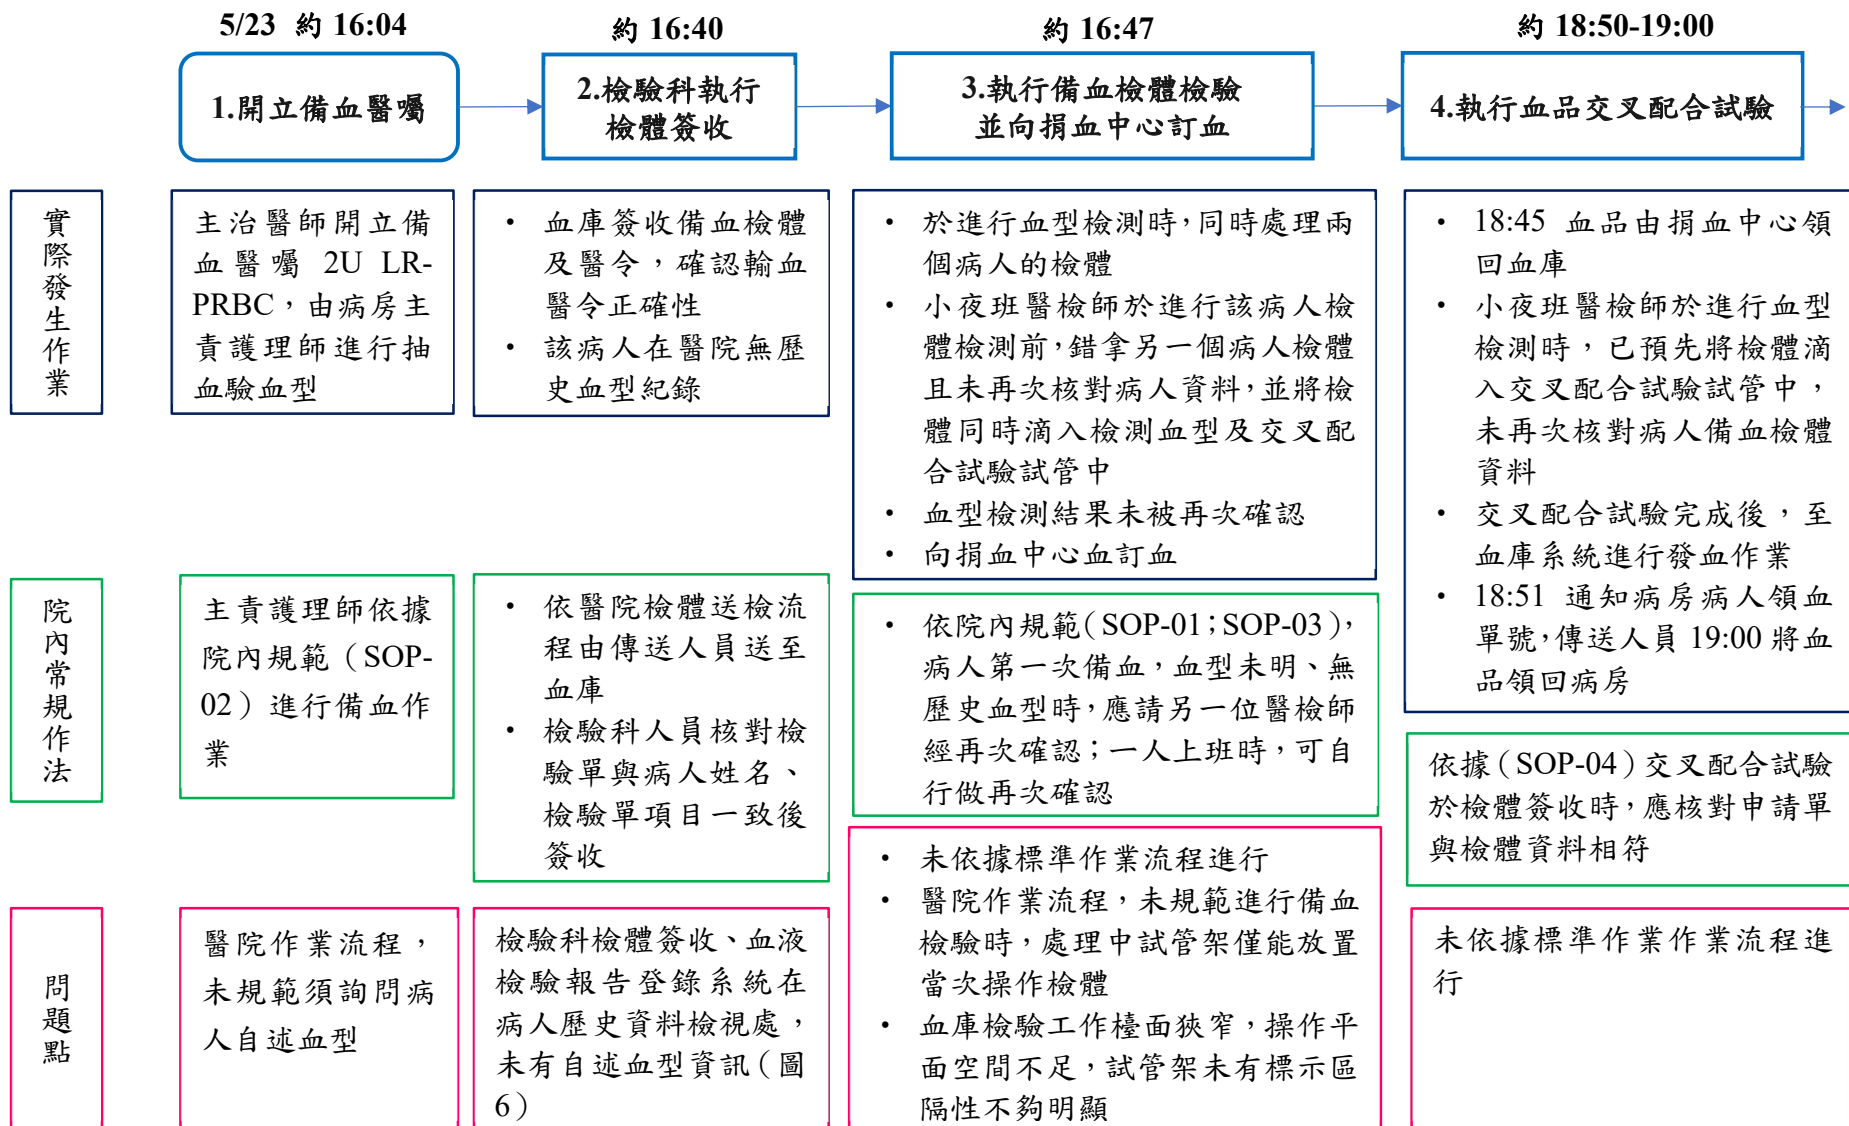 5/23 約 16:04
約 16:40
約 16:47
約 18:50-19:00
1.開立備血醫囑
2.檢驗科執行
檢體簽收
3.執行備血檢體檢驗
並向捐血中心訂血
4.執行血品交叉配合試驗
實際發生作業
主治醫師開立備
血醫囑 2U LR-
PRBC，由病房主
責護理師進行抽
血驗血型
• 血庫簽收備血檢體
及醫令，確認輸血
醫令正確性
• 該病人在醫院無歷
史血型紀錄
• 於進行血型檢測時，同時處理兩
個病人的檢體
• 小夜班醫檢師於進行該病人檢
體檢測前，錯拿另一個病人檢體
且未再次核對病人資料，並將檢
體同時滴入檢測血型及交叉配
合試驗試管中
• 血型檢測結果未被再次確認
• 向捐血中心血訂血
• 18:45 血品由捐血中心領
回血庫
• 小夜班醫檢師於進行血型
檢測時，已預先將檢體滴
入交叉配合試驗試管中，
未再次核對病人備血檢體
資料
• 交叉配合試驗完成後，至
血庫系統進行發血作業
• 18:51 通知病房病人領血
單號，傳送人員 19:00 將血
品領回病房
院內常規作法
主責護理師依據
院內規範（SOP-
02）進行備血作
業
• 依醫院檢體送檢流
程由傳送人員送至
血庫
• 檢驗科人員核對檢
驗單與病人姓名、
檢驗單項目一致後
簽收
• 依院內規範（SOP-01；SOP-03），
病人第一次備血，血型未明、無
歷史血型時，應請另一位醫檢師
經再次確認；一人上班時，可自
行做再次確認
依據（SOP-04）交叉配合試驗
於檢體簽收時，應核對申請單
與檢體資料相符
問題點
醫院作業流程，
未規範須詢問病
人自述血型
檢驗科檢體簽收、血液
檢驗報告登錄系統在
病人歷史資料檢視處，
未有自述血型資訊（圖
6）
• 未依據標準作業流程進行
• 醫院作業流程，未規範進行備血
檢驗時，處理中試管架僅能放置
當次操作檢體
• 血庫檢驗工作檯面狹窄，操作平
面空間不足，試管架未有標示區
隔性不夠明顯
未依據標準作業作業流程進
行